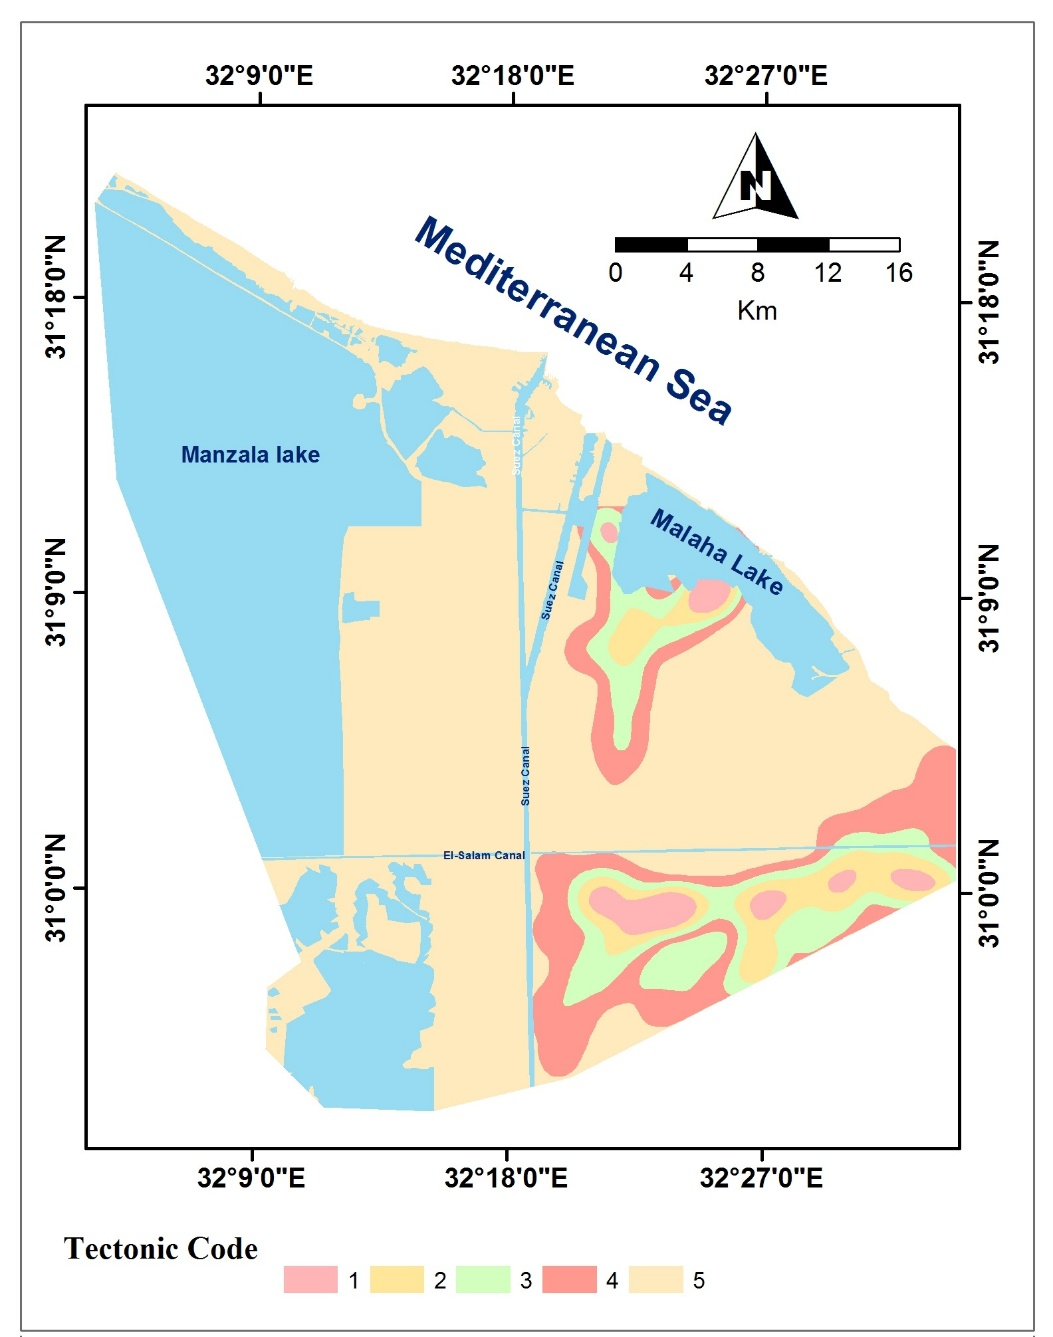 32°9'0"E 32°18'0"E 32°27'0"E
N
0 4 8 12 16
Km
Mediterranean Sea
31°18'0"N
31°18'0"N
Manzala lake
Suez Canal
Malaha Lake
31°9'0"N
31°9'0"N
Suez Canal
Suez Canal
El-Salam Canal
31°0'0"N
31°0'0"N
32°9'0"E 32°18'0"E 32°27'0"E
Tectonic Code
1 2 3 4 5